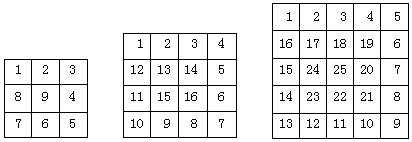 1 2 3
8 9 4
7 6 5
1 2 3 4
12 13 14 5
11 15 16 6
10 9 8 7
1 2 3 4 5
16 17 18 19 6
15 24 25 20 7
14 23 22 21 8
13 12 11 10 9